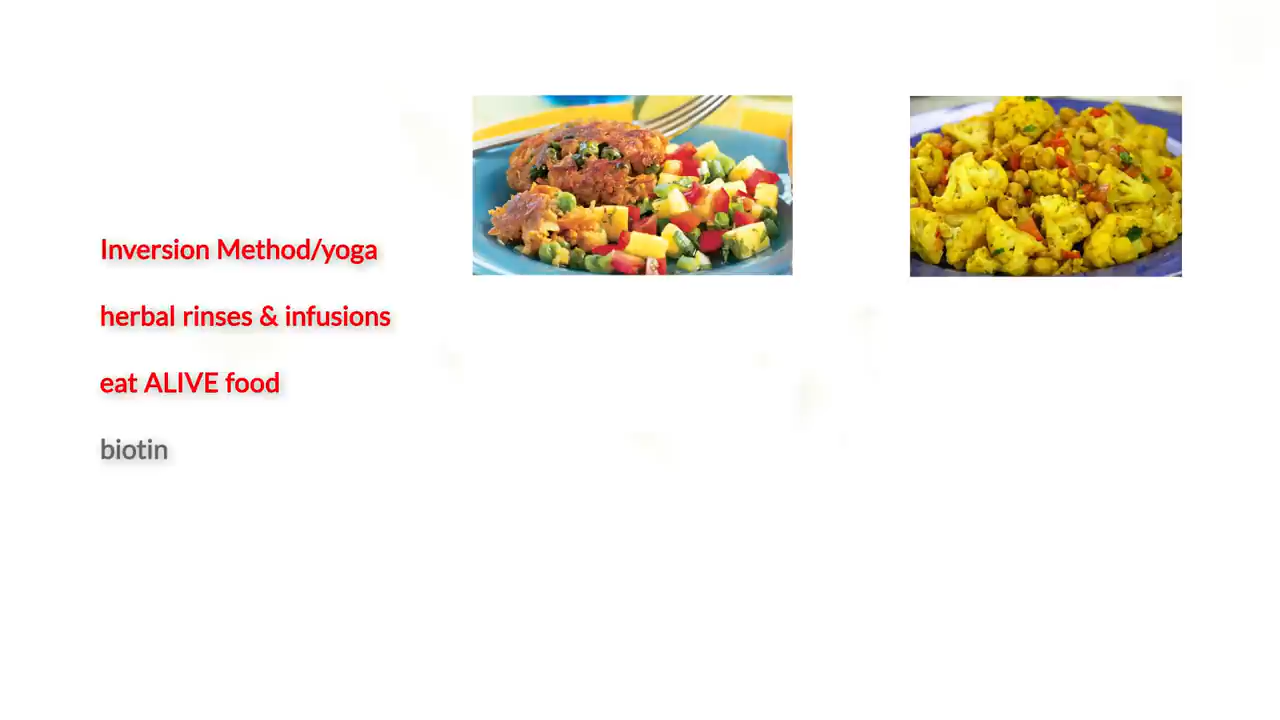 Inversion Method/yoga
herbal rinses & infusions
eat ALIVE food
biotin